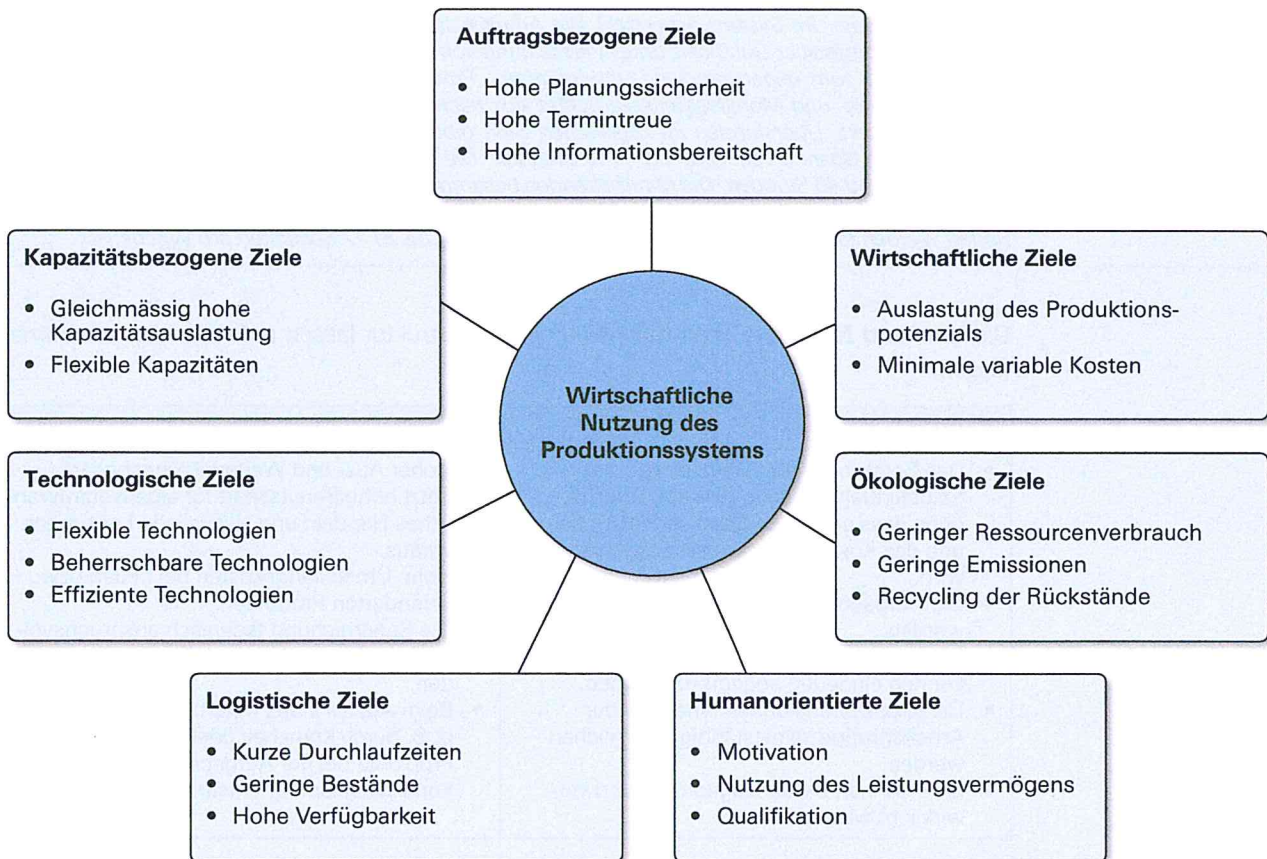 Auftragsbezogene Ziele
• Hohe Planungssicherheit
• Hohe Termintreue
• Hohe Informationsbereitschaft
Kapazitätsbezogene Ziele
• Gleichmässig hohe
Kapazitätsauslastung
• Flexible Kapazitäten
Wirtschaftliche Ziele
• Auslastung des Produktions-
potenzials
• Minimale variable Kosten
Wirtschaftliche
Nutzung des
Produktionssystems
Technologische Ziele
• Flexible Technologien
• Beherrschbare Technologien
• Effiziente Technologien
Ökologische Ziele
• Geringer Ressourcenverbrauch
• Geringe Emissionen
• Recycling der Rückstände
Logistische Ziele
• Kurze Durchlaufzeiten
• Geringe Bestände
• Hohe Verfügbarkeit
Humanorientierte Ziele
• Motivation
• Nutzung des Leistungsvermögens
• Qualifikation